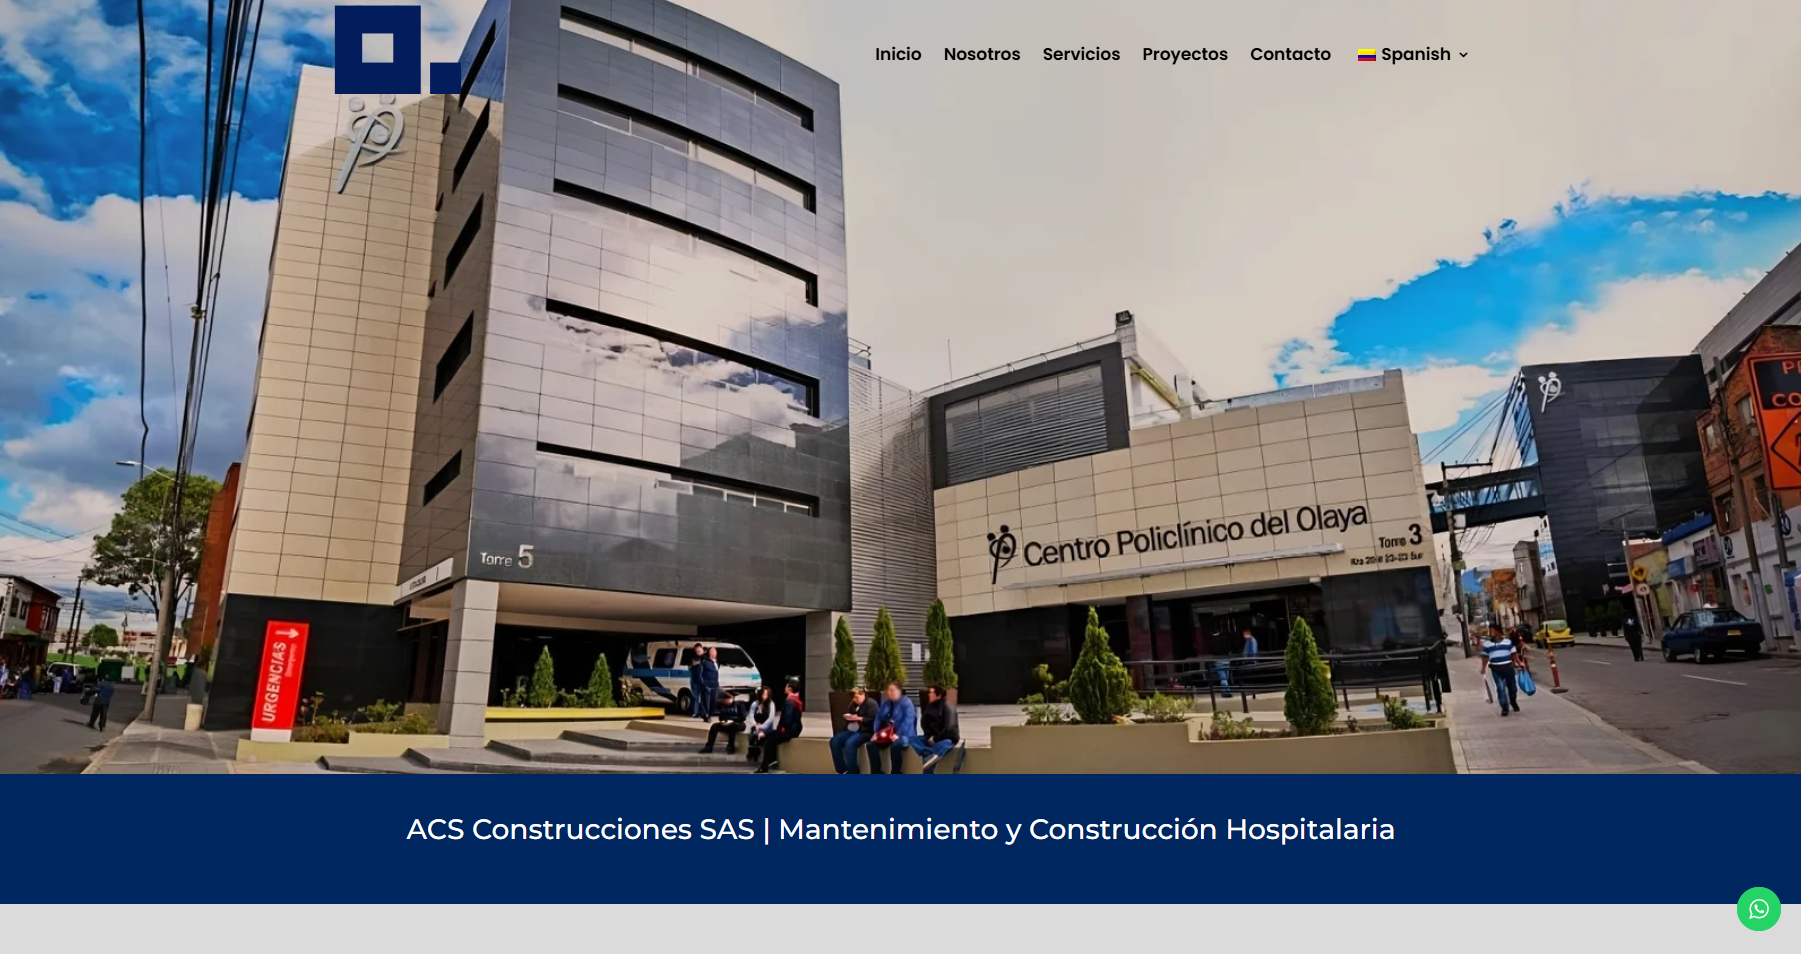 Inicio Nosotros Servicios Proyectos Contacto Spanish
Centro Policlínico del Olaya
Torre 3
Torre 5
URGENCIAS
ACS Construcciones SAS | Mantenimiento y Construcción Hospitalaria